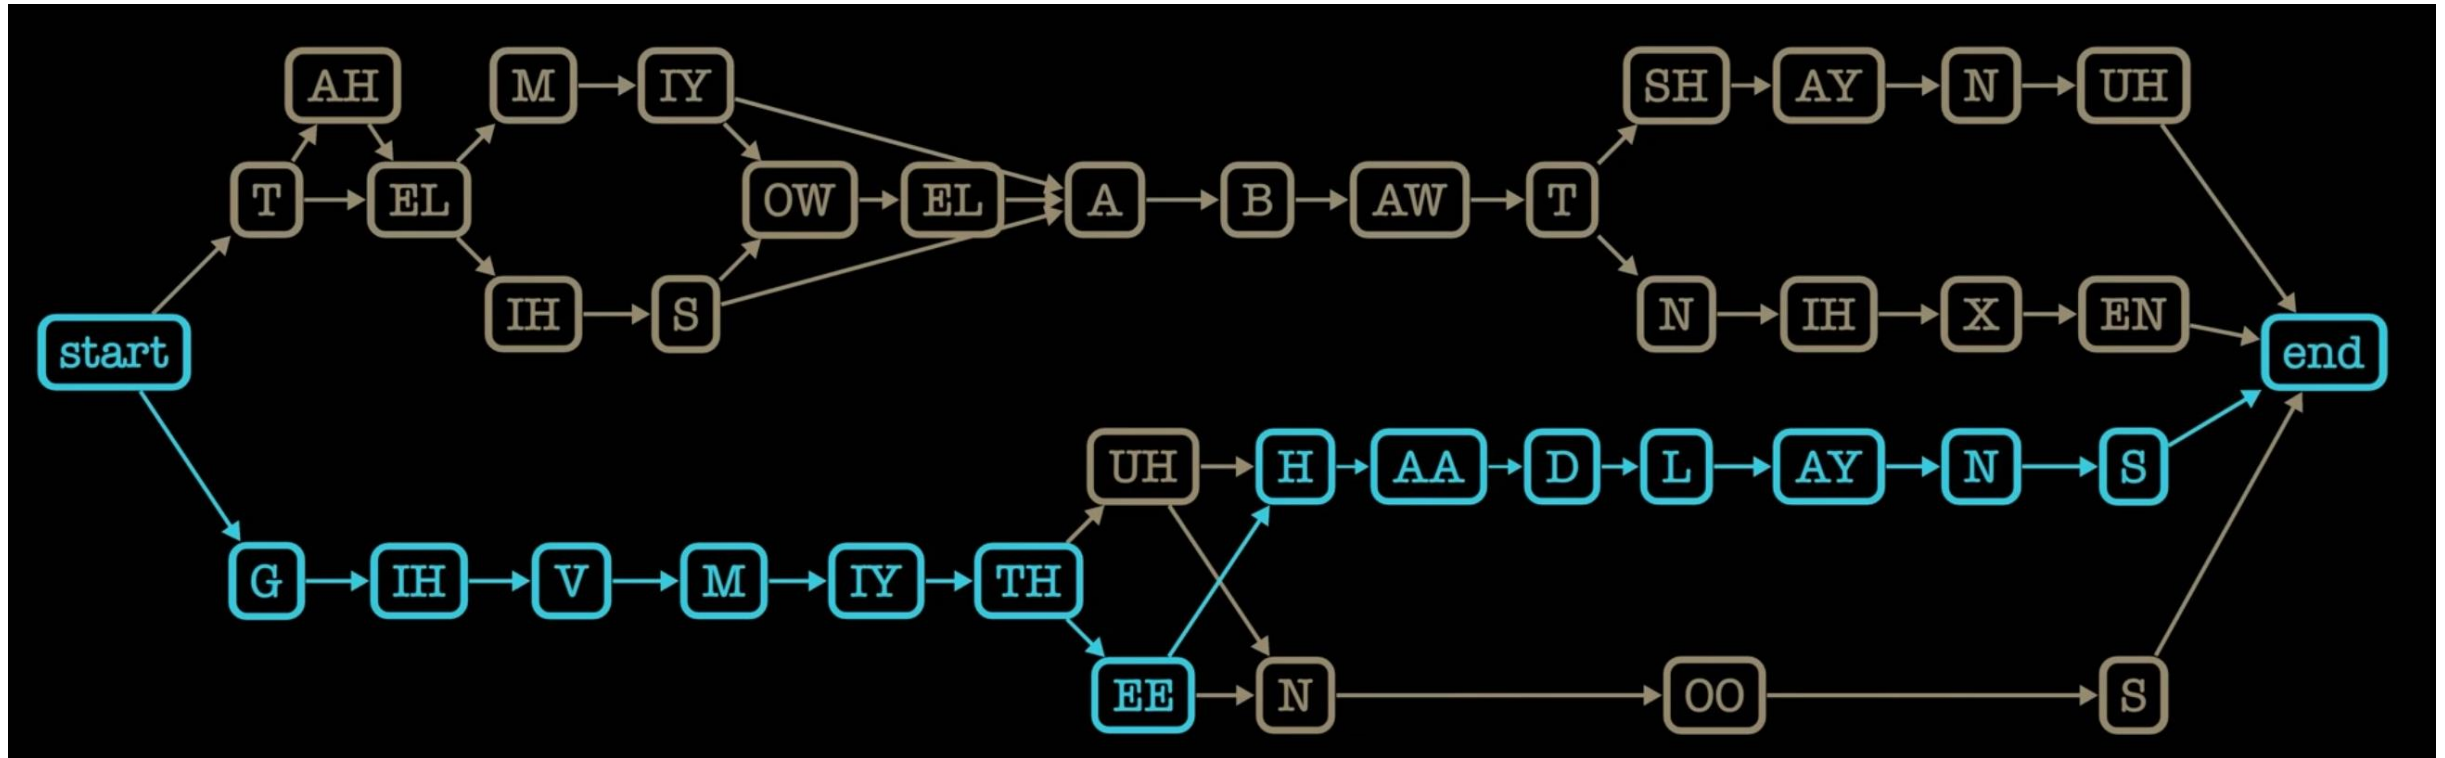 AH M IY SH AY N UH
T EL OW EL A B AW T
IH S N IH X EN
start end
UH H AA D L AY N S
G IH V M IY TH
EE N OO S